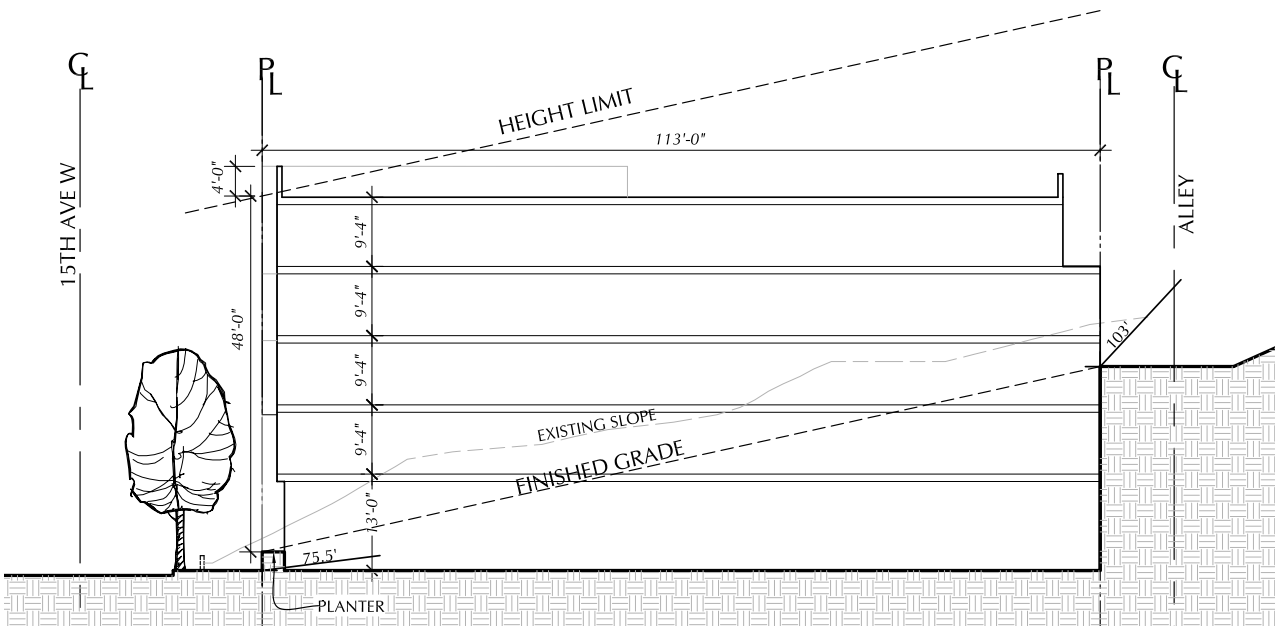 CL
PL
PL
CL
HEIGHT LIMIT
113'-0"
4'-0"
15TH AVE W
ALLEY
9'-4"
9'-4"
48'-0"
103'
9'-4"
EXISTING SLOPE
9'-4"
FINISHED GRADE
13'-0"
75.5'
PLANTER